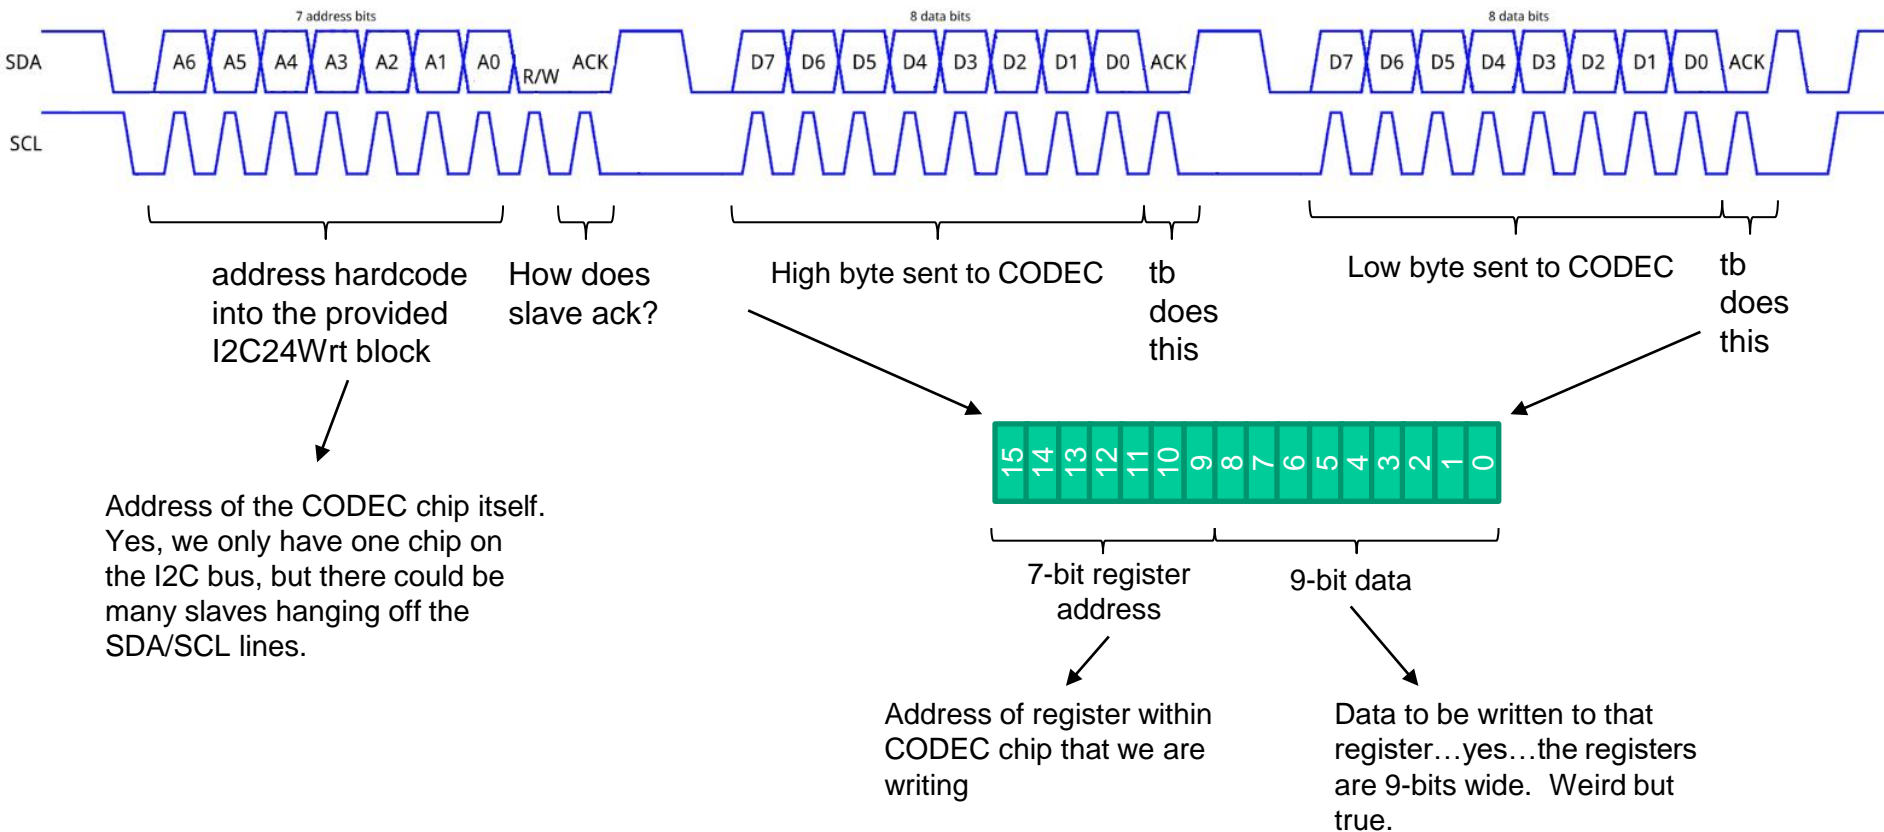 7 address bits
8 data bits
8 data bits
SDA
A6 A5 A4 A3 A2 A1 A0 R/W ACK
D7 D6 D5 D4 D3 D2 D1 D0 ACK
D7 D6 D5 D4 D3 D2 D1 D0 ACK
SCL
address hardcode
into the provided
I2C24Wrt block
How does
slave ack?
High byte sent to CODEC
tb
does
this
Low byte sent to CODEC
tb
does
this
15 14 13 12 11 10 9 8 7 6 5 4 3 2 1 0
Address of the CODEC chip itself.
Yes, we only have one chip on
the I2C bus, but there could be
many slaves hanging off the
SDA/SCL lines.
7-bit register
address
9-bit data
Address of register within
CODEC chip that we are
writing
Data to be written to that
register…yes…the registers
are 9-bits wide. Weird but
true.